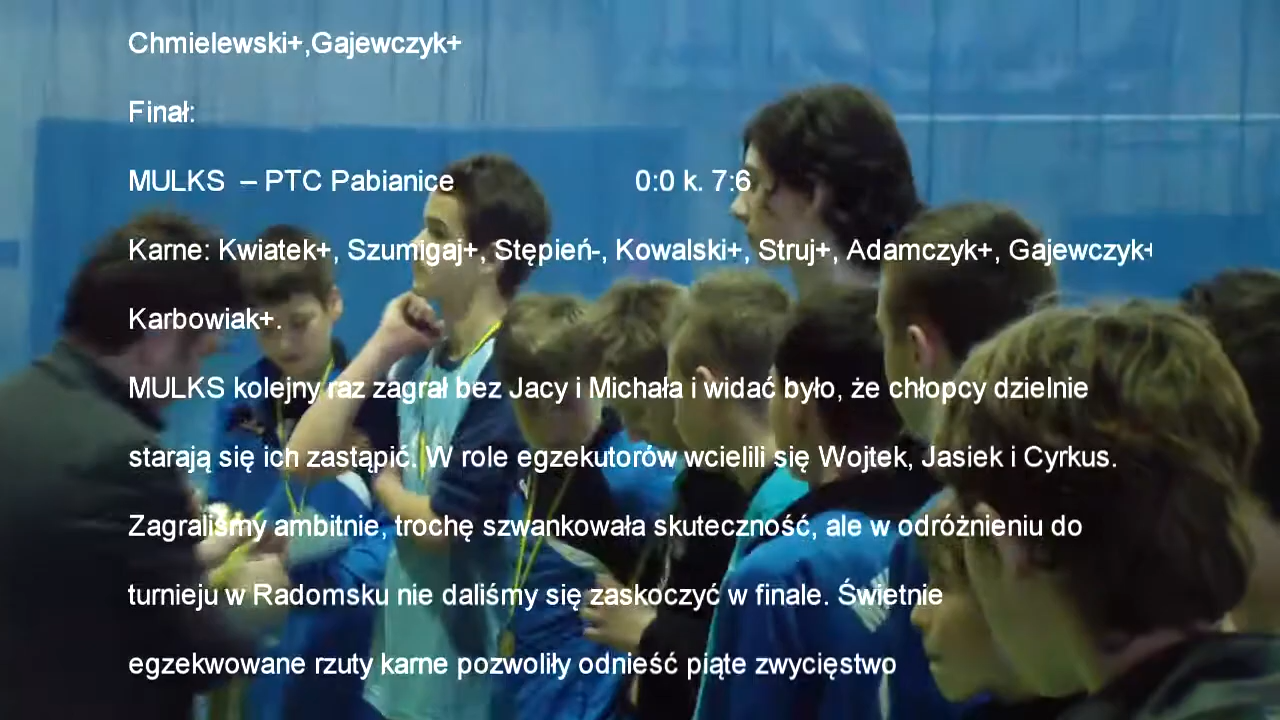 Chmielewski+,Gajewczyk+
Finał:
MULKS – PTC Pabianice 0:0 k. 7:6
Karne: Kwiatek+, Szumigaj+, Stępień-, Kowalski+, Struj+, Adamczyk+, Gajewczyk+
Karbowiak+.
MULKS kolejny raz zagrał bez Jacy i Michała i widać było, że chłopcy dzielnie
starają się ich zastąpić. W role egzekutorów wcielili się Wojtek, Jasiek i Cyrkus.
Zagraliśmy ambitnie, trochę szwankowała skuteczność, ale w odróżnieniu do
turnieju w Radomsku nie daliśmy się zaskoczyć w finale. Świetnie
egzekwowane rzuty karne pozwoliły odnieść piąte zwycięstwo